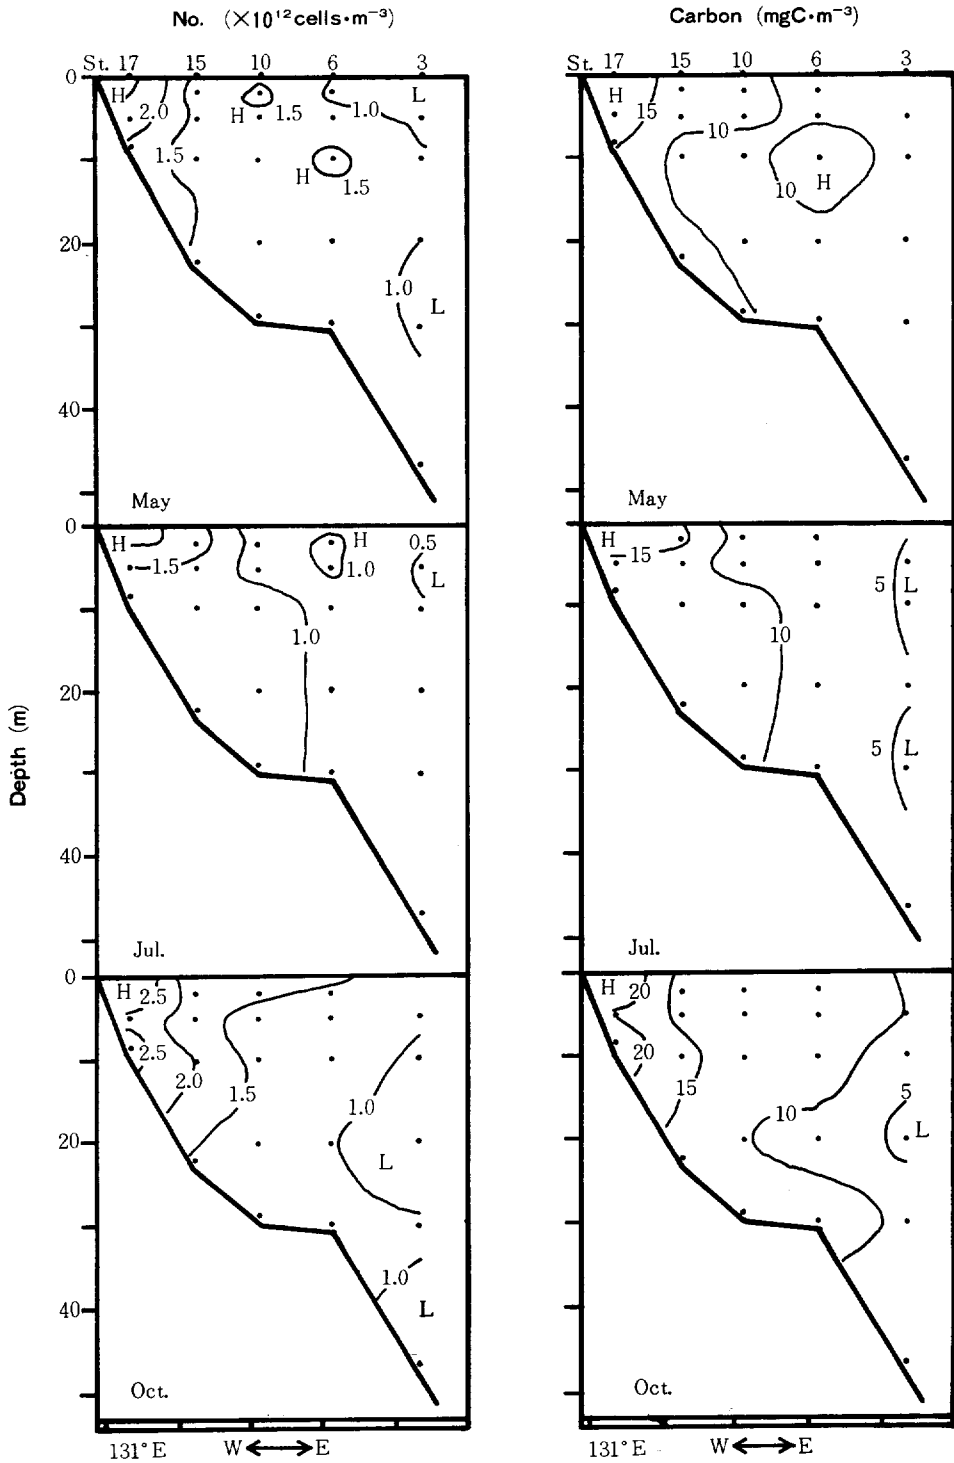 No. (×10¹²cells·m⁻³) Carbon (mgC·m⁻³)
St. 17 15 10 6 3 17 15 10 6 3
0
H 2.0 H 1.5 1.0 L H 15 10
1.5 H 1.5 10 H
20
1.0 L
40
May May
0
H 1.5 H 1.0 0.5 L H 15 5 L
1.0 10
20
5 L
Depth (m)
40
Jul. Jul.
0
H 2.5 H 20
2.5 2.0 1.5 1.0 20 15 10 5
20
L L
1.0
40
L
Oct. Oct.
131°E W E 131°E W E